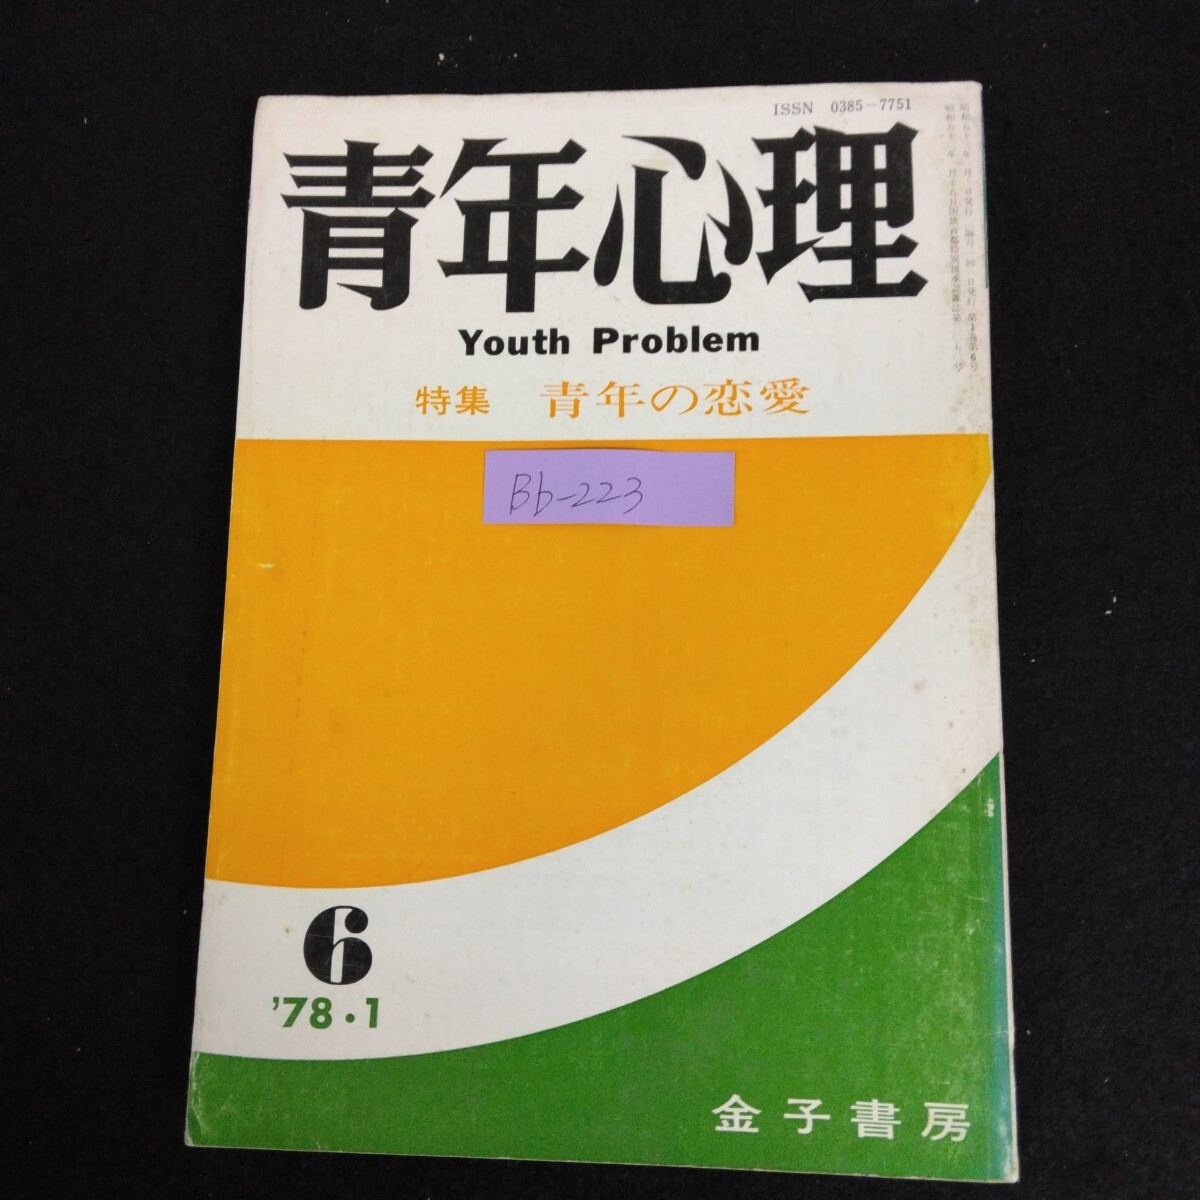 ISSN 0385-7751
青年心理
Youth Problem
特集 青年の恋愛
Bb-223
6
'78・1
金子書房